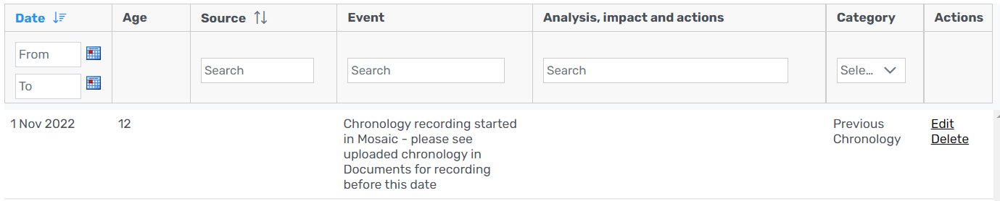 Date Age Source Event Analysis, impact and actions Category Actions
From
Search Search Search Sele...
To
1 Nov 2022 12 Chronology recording started Previous Edit
in Mosaic - please see Chronology Delete
uploaded chronology in
Documents for recording
before this date